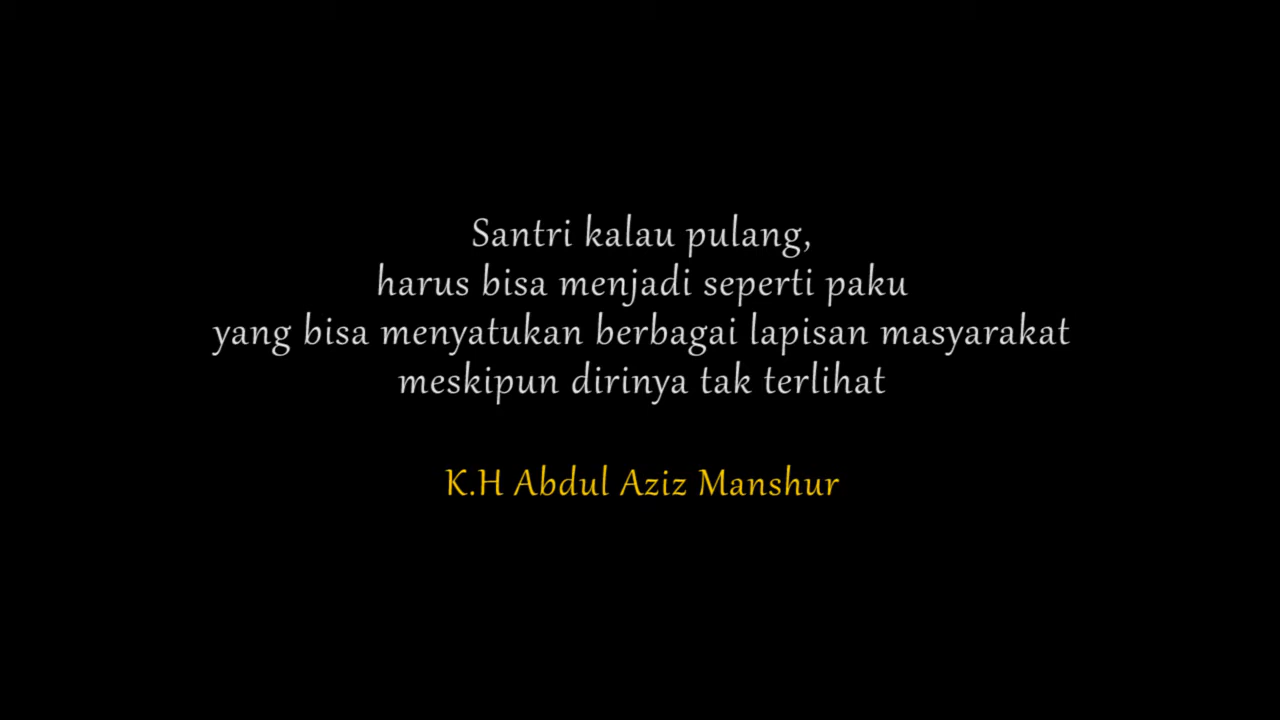 Santri kalau pulang,
harus bisa menjadi seperti paku
yang bisa menyatukan berbagai lapisan masyarakat
meskipun dirinya tak terlihat
K.H Abdul Aziz Manshur